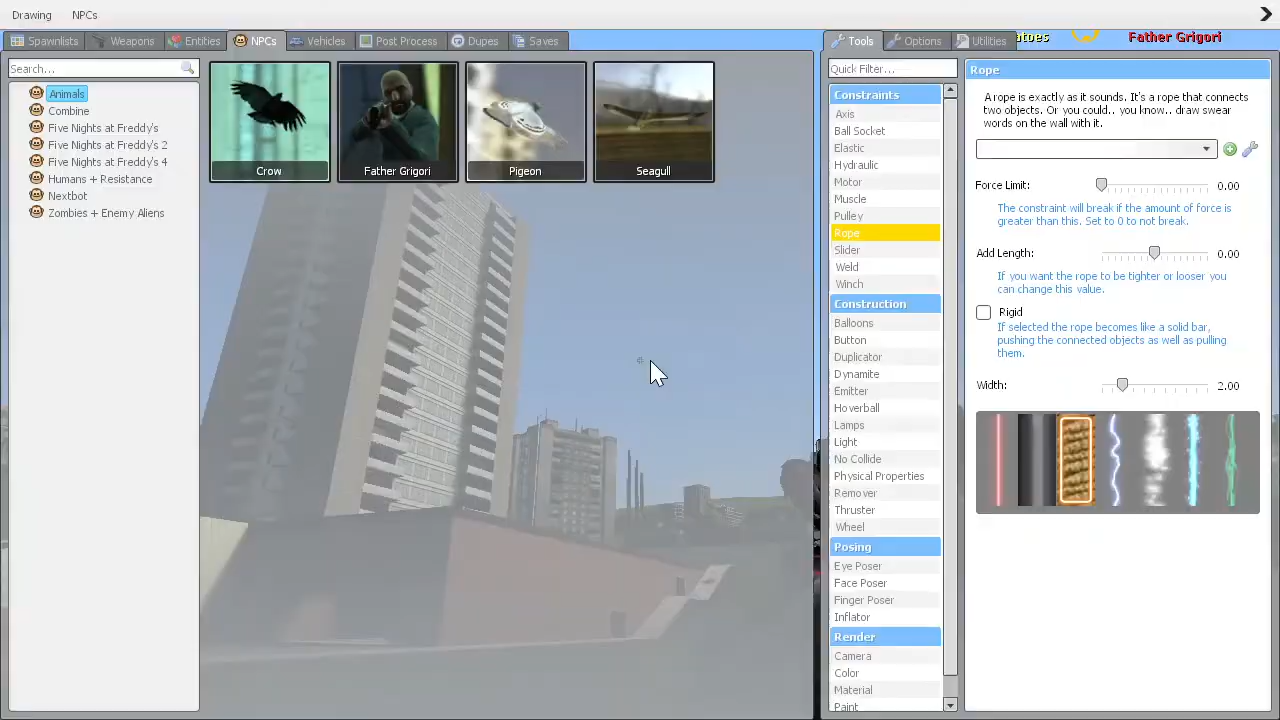 Drawing NPCs
Spawnlists Weapons Entities NPCs Vehicles Post Process Dupes Saves
Search...
Animals
Combine
Five Nights at Freddy's
Five Nights at Freddy's 2
Five Nights at Freddy's 4
Humans + Resistance
Nextbot
Zombies + Enemy Aliens
Crow
Father Grigori
Pigeon
Seagull
atoes
Father Grigori
Tools Options Utilities
Quick Filter...
Constraints
Axis
Ball Socket
Elastic
Hydraulic
Motor
Muscle
Pulley
Rope
Slider
Weld
Winch
Construction
Balloons
Button
Duplicator
Dynamite
Emitter
Hoverball
Lamps
Light
No Collide
Physical Properties
Remover
Thruster
Wheel
Posing
Eye Poser
Face Poser
Finger Poser
Inflator
Render
Camera
Color
Material
Paint
Rope
A rope is exactly as it sounds. It's a rope that connects
two objects. Or you could.. you know.. draw swear
words on the wall with it.
Force Limit: 0.00
The constraint will break if the amount of force is
greater than this. Set to 0 to not break.
Add Length: 0.00
If you want the rope to be tighter or looser you
can change this value.
Rigid
If selected the rope becomes like a solid bar,
pushing the connected objects as well as pulling
them.
Width: 2.00